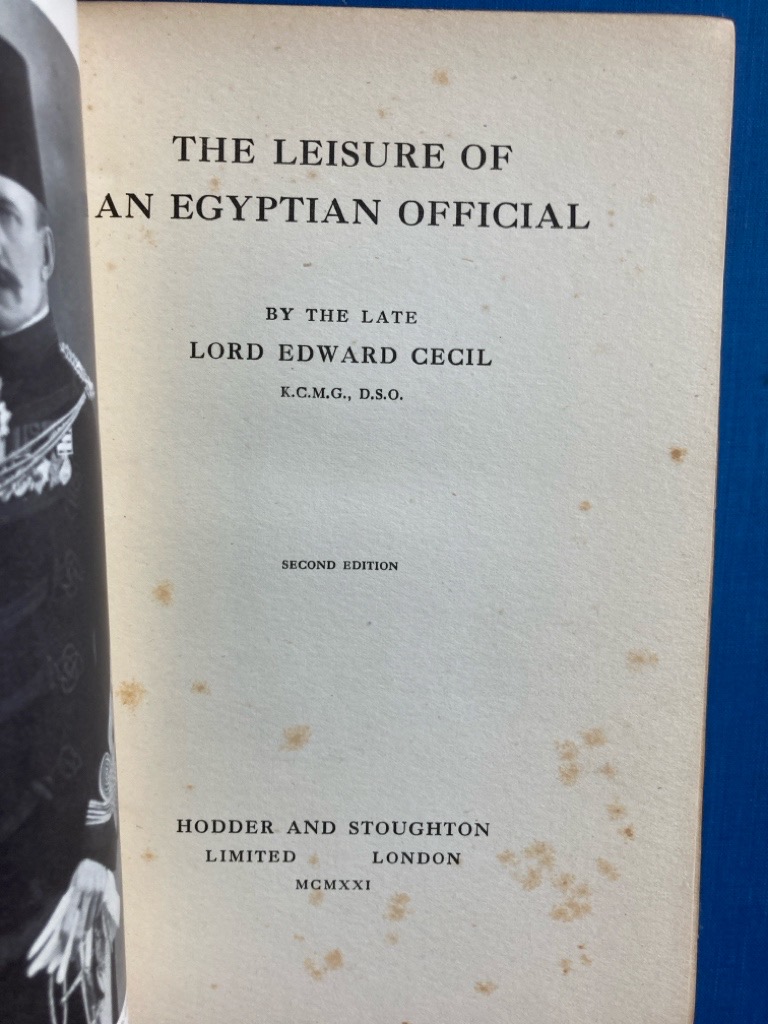 THE LEISURE OF
AN EGYPTIAN OFFICIAL
BY THE LATE
LORD EDWARD CECIL
K.C.M.G., D.S.O.
SECOND EDITION
HODDER AND STOUGHTON
LIMITED LONDON
MCMXXI